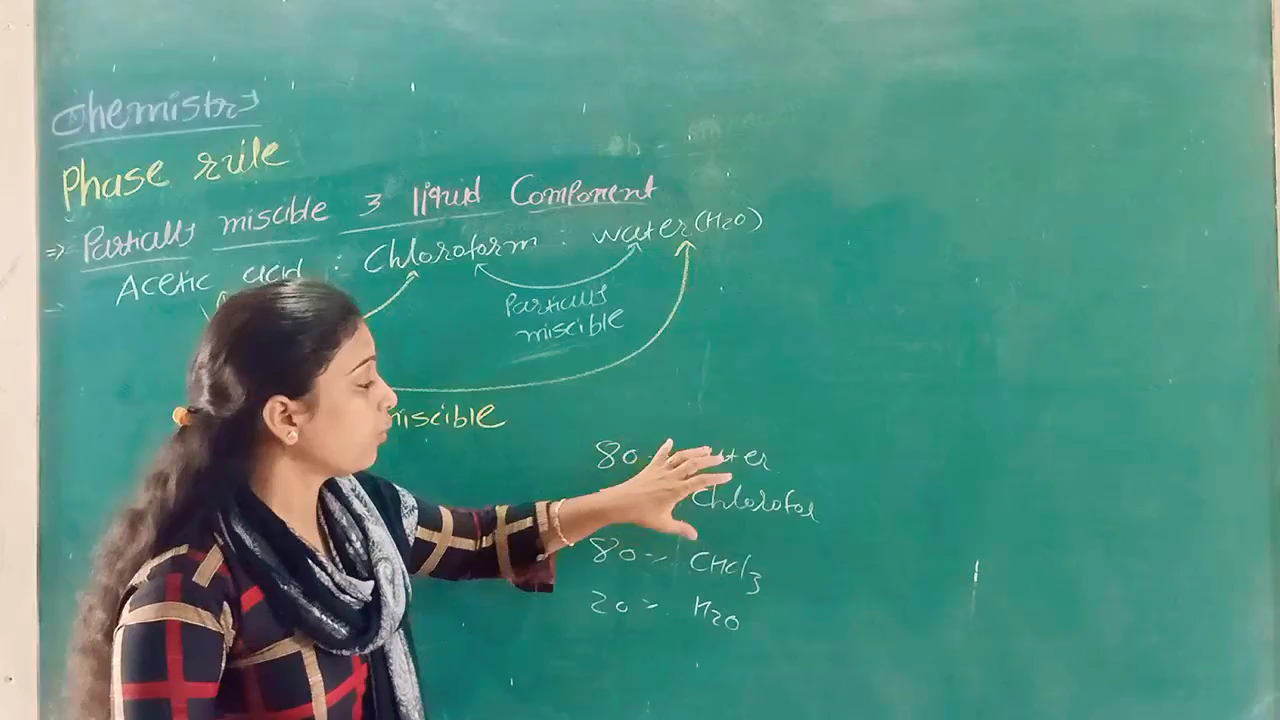 Chemistry
Phase rule
⇒ Partially miscible 3 liquid Component
Acetic acid : Chloroform : water (H2O)
Partially
miscible
miscible
80
Chlorofor
80 % CHCl3
20 % H2O